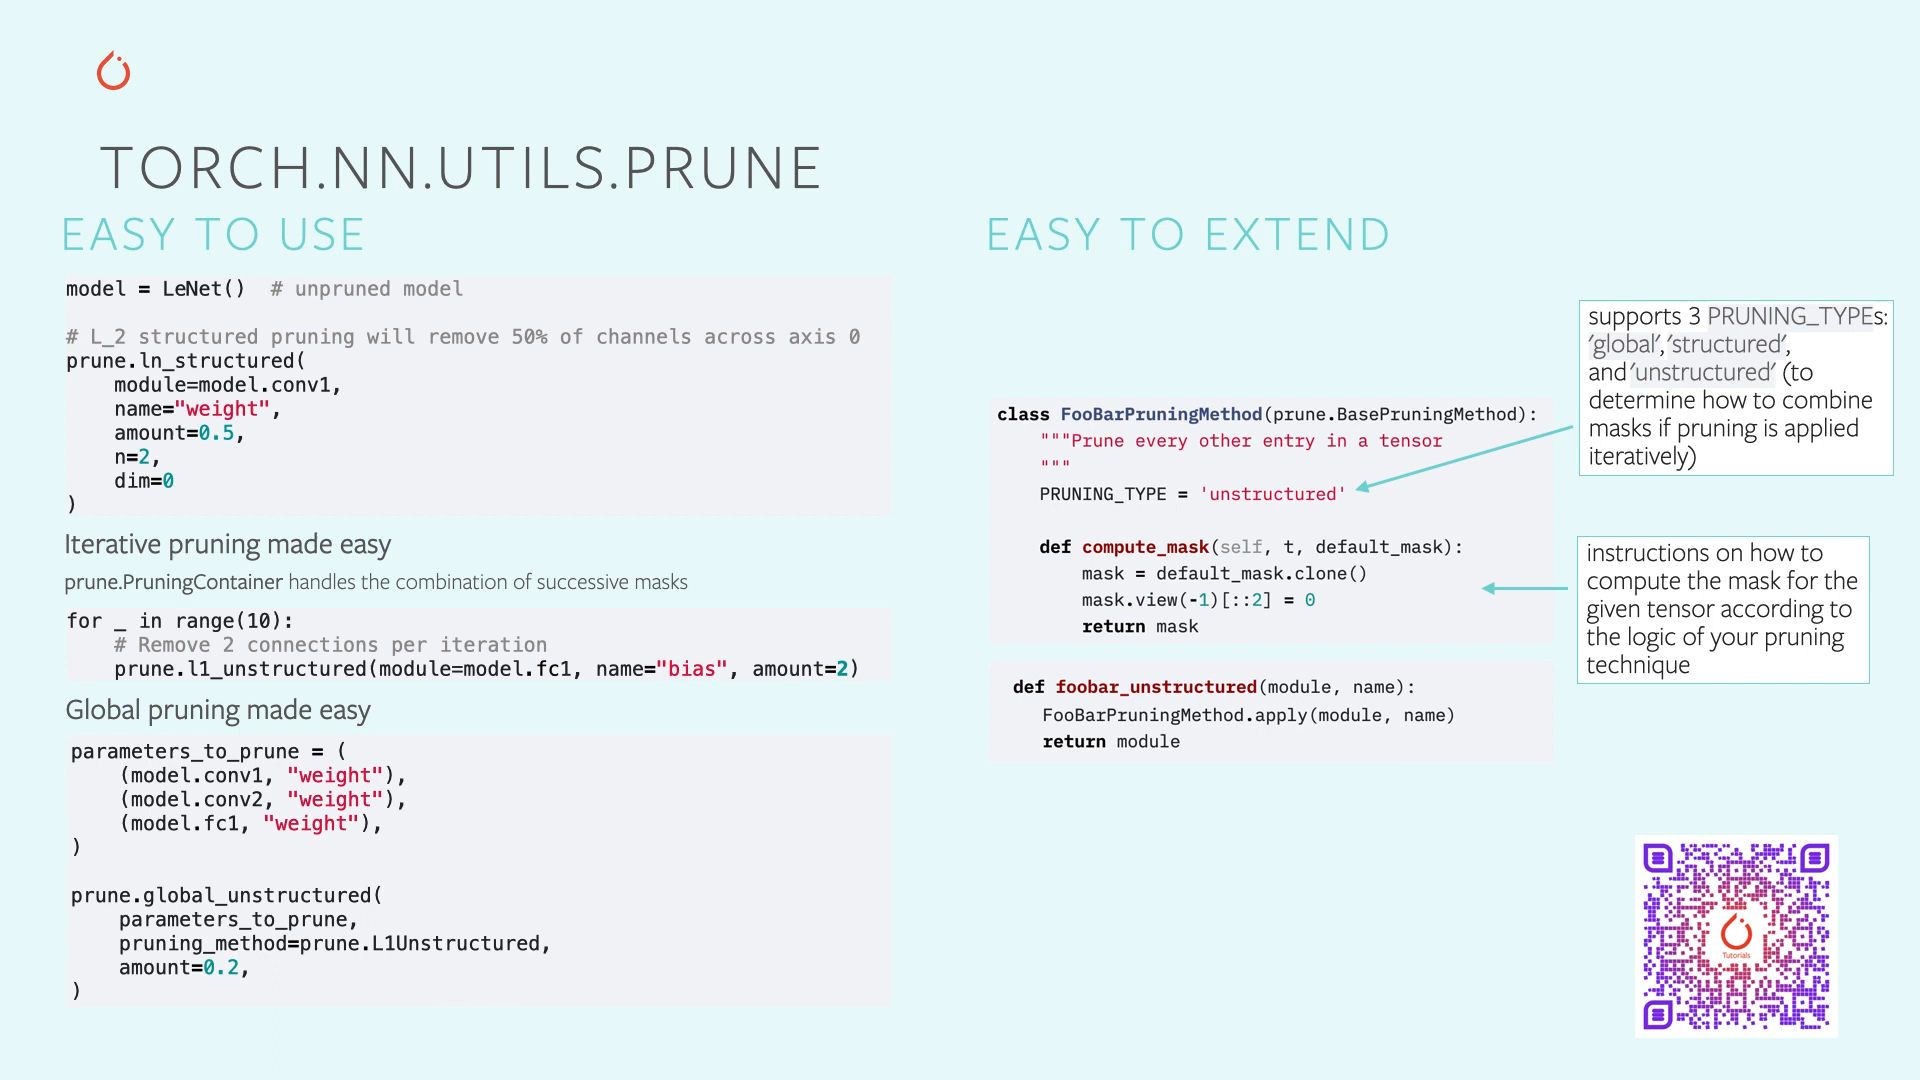 TORCH.NN.UTILS.PRUNE
EASY TO USE
model = LeNet()  # unpruned model
# L_2 structured pruning will remove 50% of channels across axis 0
prune.ln_structured(
    module=model.conv1,
    name="weight",
    amount=0.5,
    n=2,
    dim=0
)
Iterative pruning made easy
prune.PruningContainer handles the combination of successive masks
for _ in range(10):
    # Remove 2 connections per iteration
    prune.l1_unstructured(module=model.fc1, name="bias", amount=2)
Global pruning made easy
parameters_to_prune = (
    (model.conv1, "weight"),
    (model.conv2, "weight"),
    (model.fc1, "weight"),
)
prune.global_unstructured(
    parameters_to_prune,
    pruning_method=prune.L1Unstructured,
    amount=0.2,
)
EASY TO EXTEND
class FooBarPruningMethod(prune.BasePruningMethod):
    """Prune every other entry in a tensor
    """
    PRUNING_TYPE = 'unstructured'
    def compute_mask(self, t, default_mask):
        mask = default_mask.clone()
        mask.view(-1)[::2] = 0
        return mask
def foobar_unstructured(module, name):
    FooBarPruningMethod.apply(module, name)
    return module
supports 3 PRUNING_TYPEs:
'global', 'structured',
and 'unstructured' (to
determine how to combine
masks if pruning is applied
iteratively)
instructions on how to
compute the mask for the
given tensor according to
the logic of your pruning
technique
Tutorials